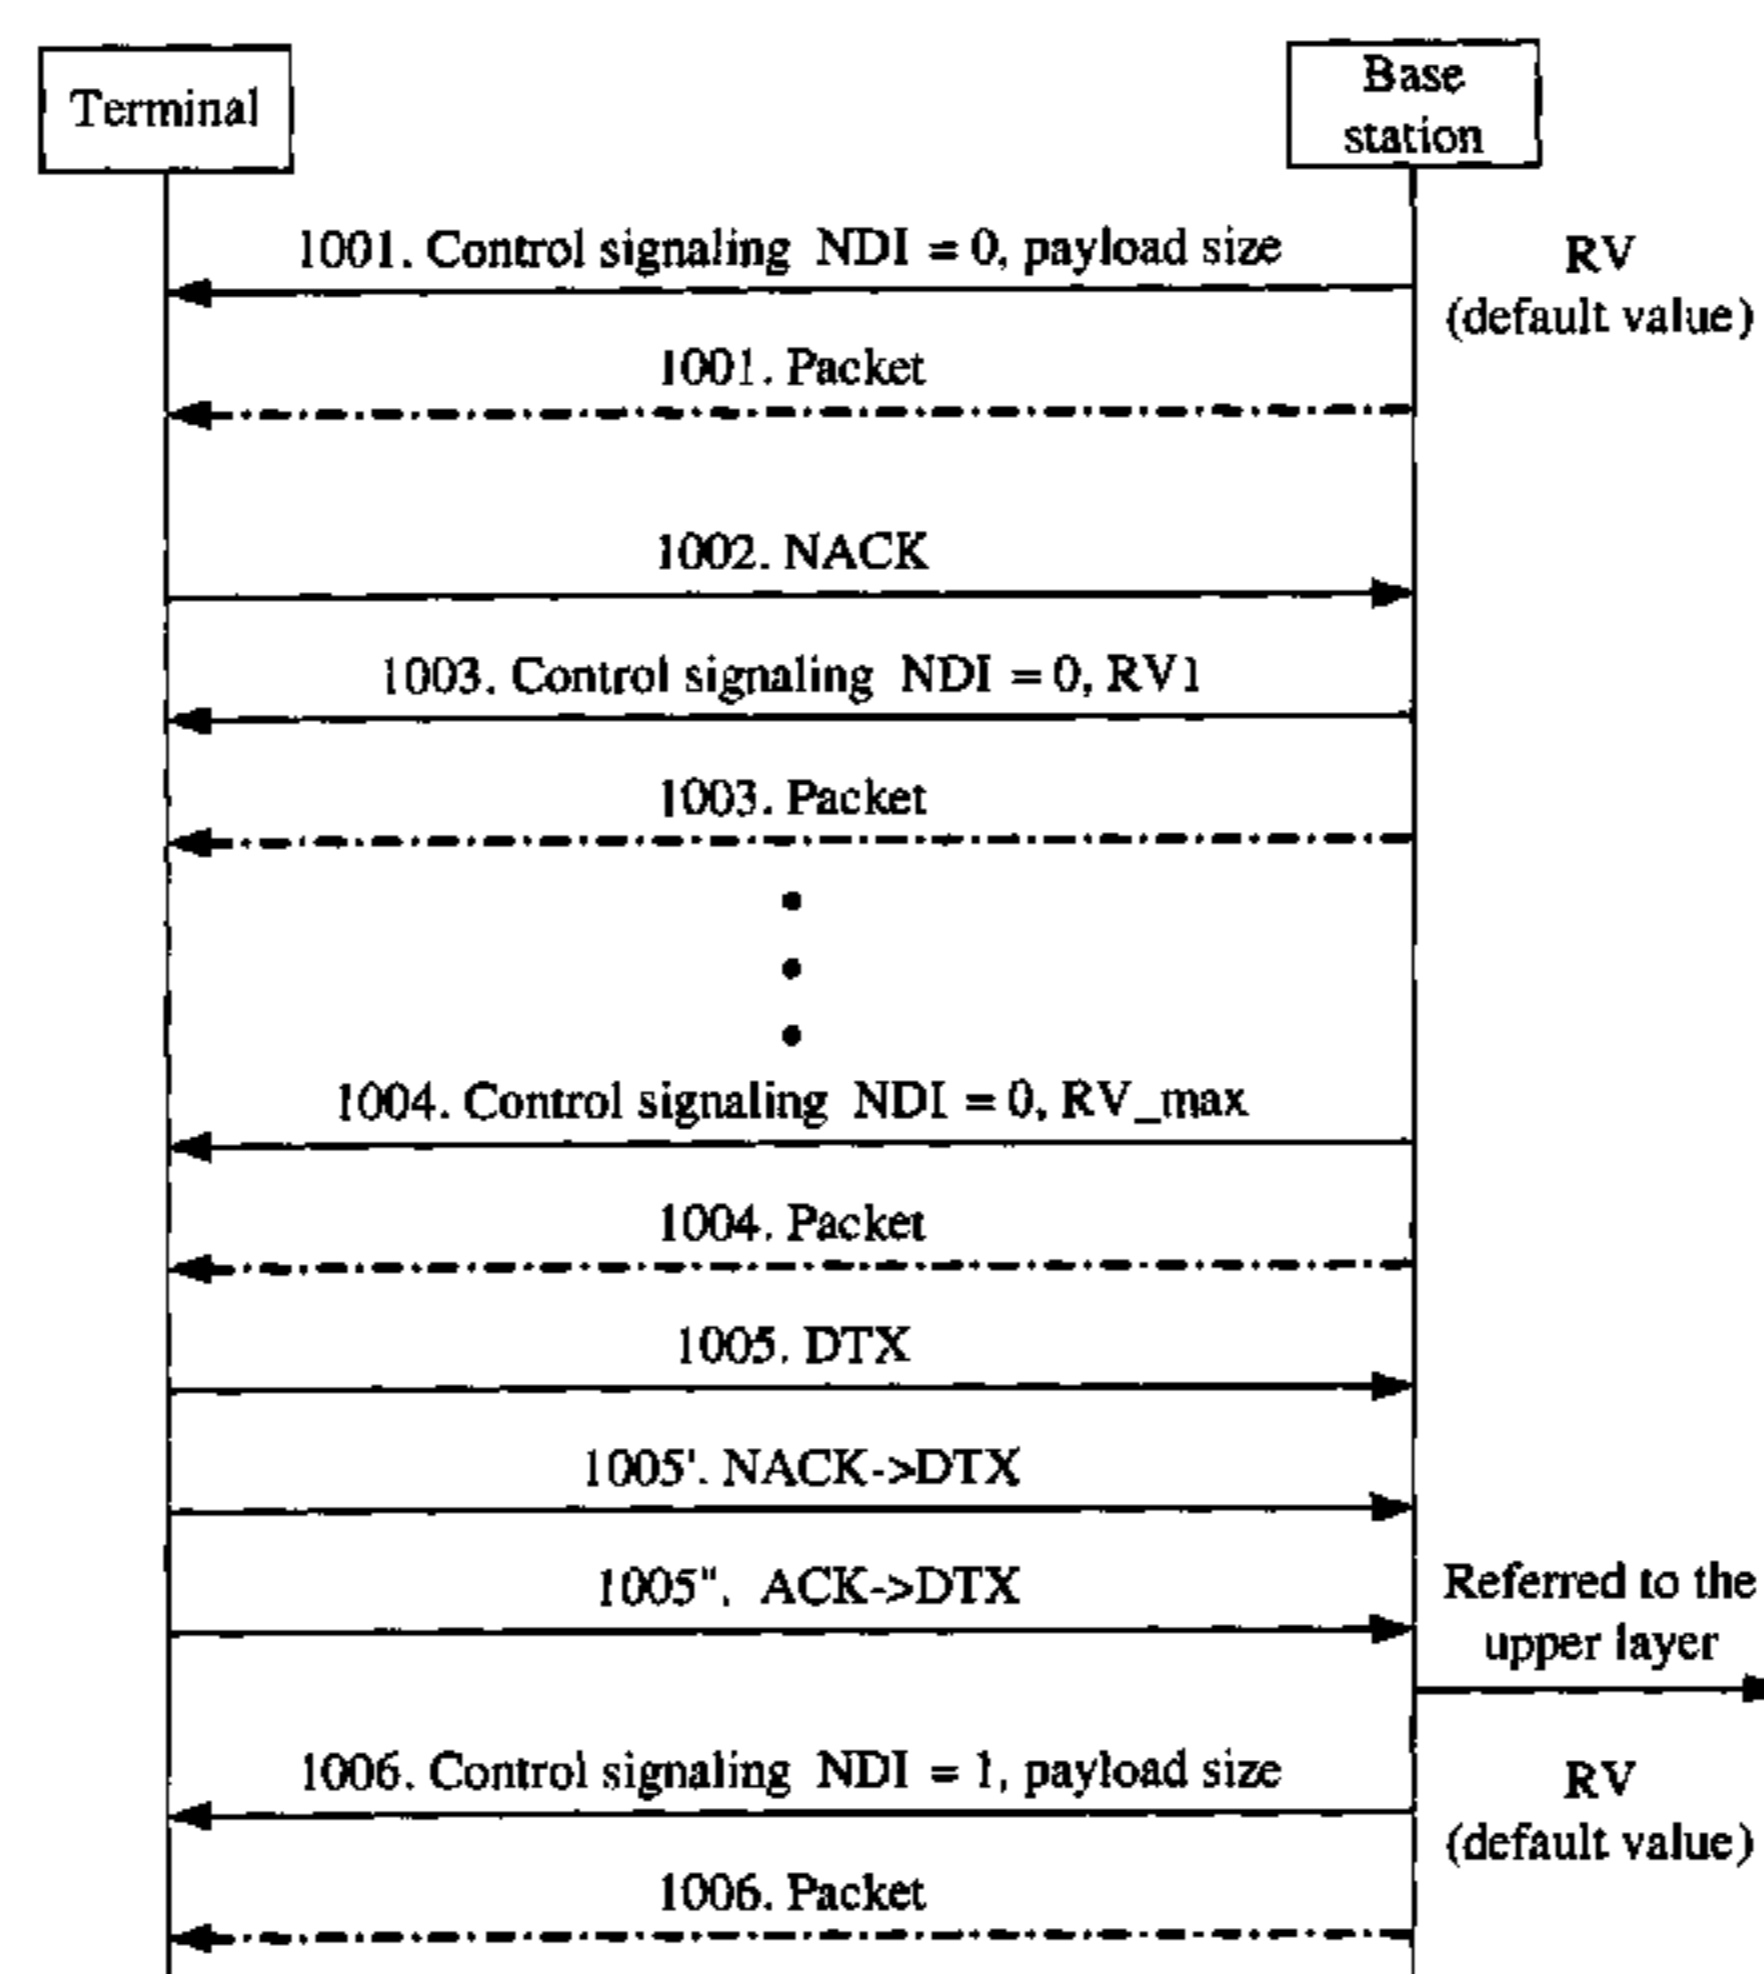 Terminal
Base
station
1001. Control signaling NDI = 0, payload size
RV
(default value)
1001. Packet
1002. NACK
1003. Control signaling NDI = 0, RV1
1003. Packet
1004. Control signaling NDI = 0, RV_max
1004. Packet
1005. DTX
1005'. NACK->DTX
1005". ACK->DTX
Referred to the
upper layer
1006. Control signaling NDI = 1, payload size
RV
(default value)
1006. Packet